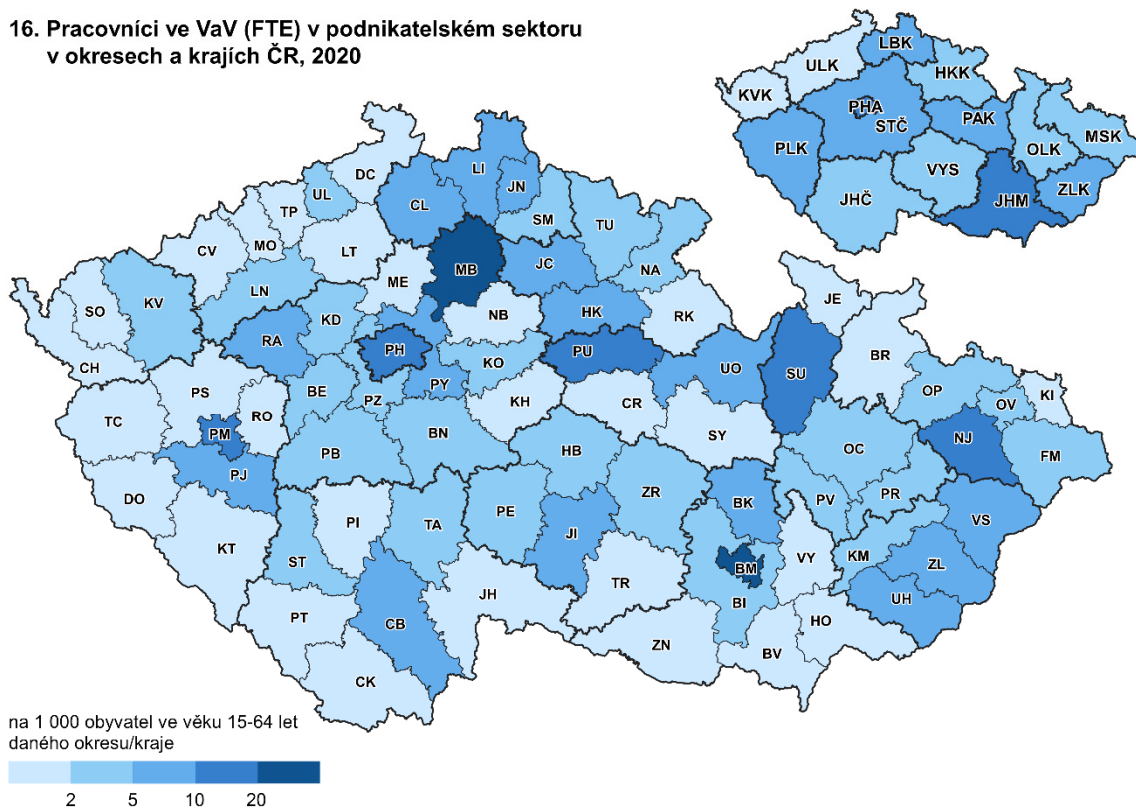 16. Pracovníci ve VaV (FTE) v podnikatelském sektoru
v okresech a krajích ČR, 2020
LBK
ULK
HKK
KVK
PHA
STČ
PAK
MSK
OLK
PLK
VYS
ZLK
JHČ
JHM
DC
LI
JN
UL
CL
TP
SM
TU
MO
LT
CV
JC
MB
NA
ME
LN
JE
SO
KV
NB
HK
RK
KD
RA
PH
PU
BR
CH
KO
UO
SU
OP
PY
BE
PZ
KI
PS
RO
OV
KH
CR
TC
PM
SY
NJ
BN
OC
HB
FM
PB
PJ
ZR
PR
PV
DO
BK
PE
VS
PI
TA
JI
KT
ST
VY
KM
ZL
BM
TR
JH
UH
BI
PT
CB
HO
ZN
BV
CK
na 1 000 obyvatel ve věku 15-64 let
daného okresu/kraje
2 5 10 20